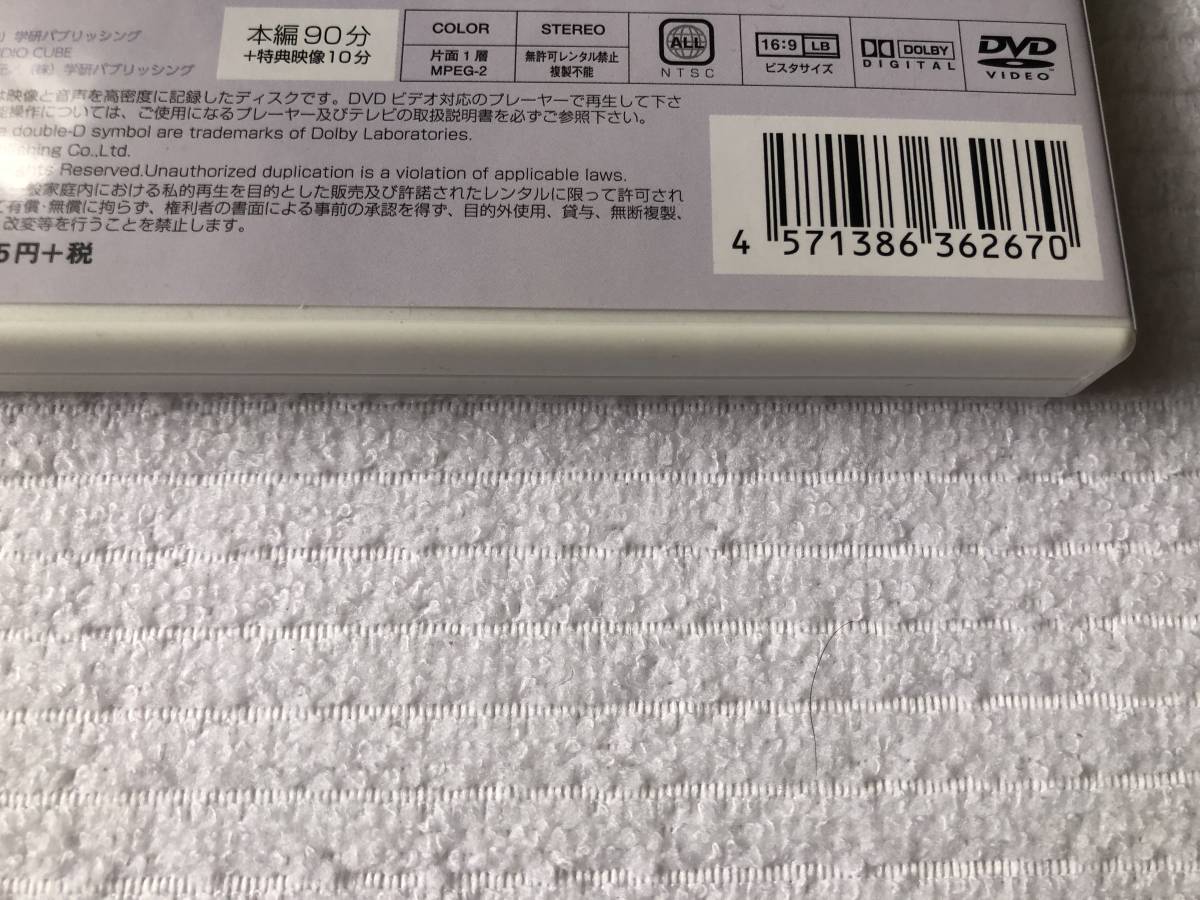 )学研パブリッシング
DIO CUBE
元／(株)学研パブリッシング
本編90分
+特典映像10分
COLOR
STEREO
片面1層
MPEG-2
無許可レンタル禁止
複製不能
ALL
NTSC
16:9 LB
ビスタサイズ
DOLBY
DIGITAL
DVD
VIDEO
は映像と音声を高密度に記録したディスクです。DVDビデオ対応のプレーヤーで再生して下さ
能操作については、ご使用になるプレーヤー及びテレビの取扱説明書を必ずご参照下さい。
e double-D symbol are trademarks of Dolby Laboratories.
shing Co.,Ltd.
ghts Reserved.Unauthorized duplication is a violation of applicable laws.
般家庭内における私的再生を目的とした販売及び許諾されたレンタルに限って許可され
て有償・無償に拘らず、権利者の書面による事前の承認を得ず、目的外使用、貸与、無断複製、
改変等を行うことを禁止します。
5円+税
4 571386 362670